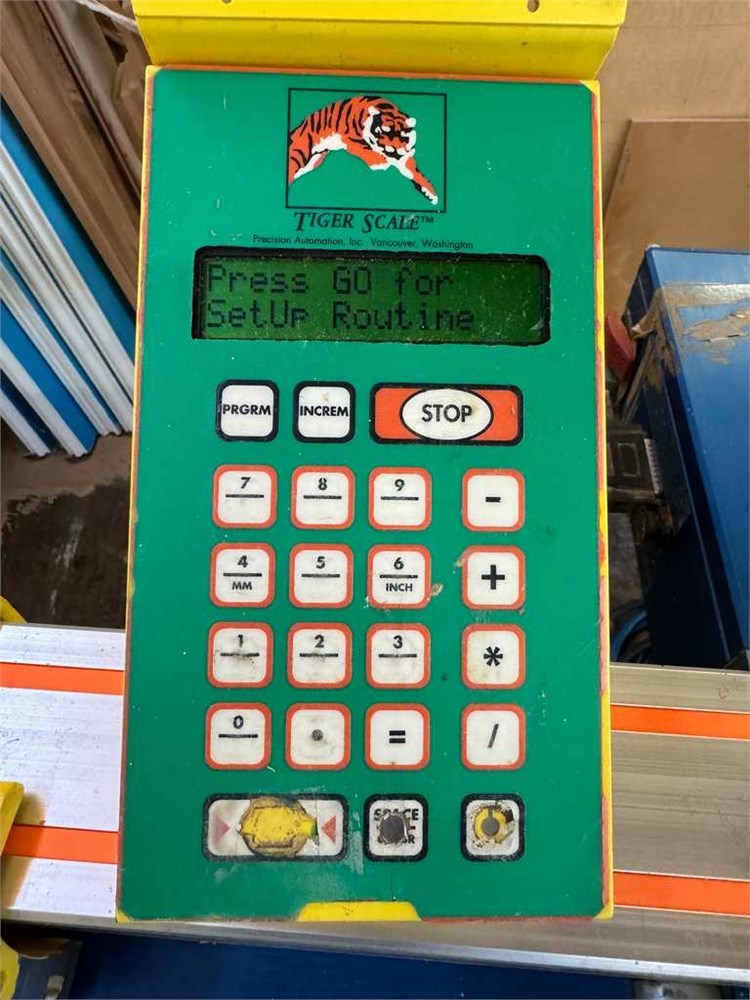 TIGER SCALE™
Precision Automation, Inc. Vancouver, Washington
Press GO for
SetUp Routine
PRGRM INCREM STOP
7 8 9 -
4 5 6 +
MM INCH
1 2 3 *
0 . = /
SPACE